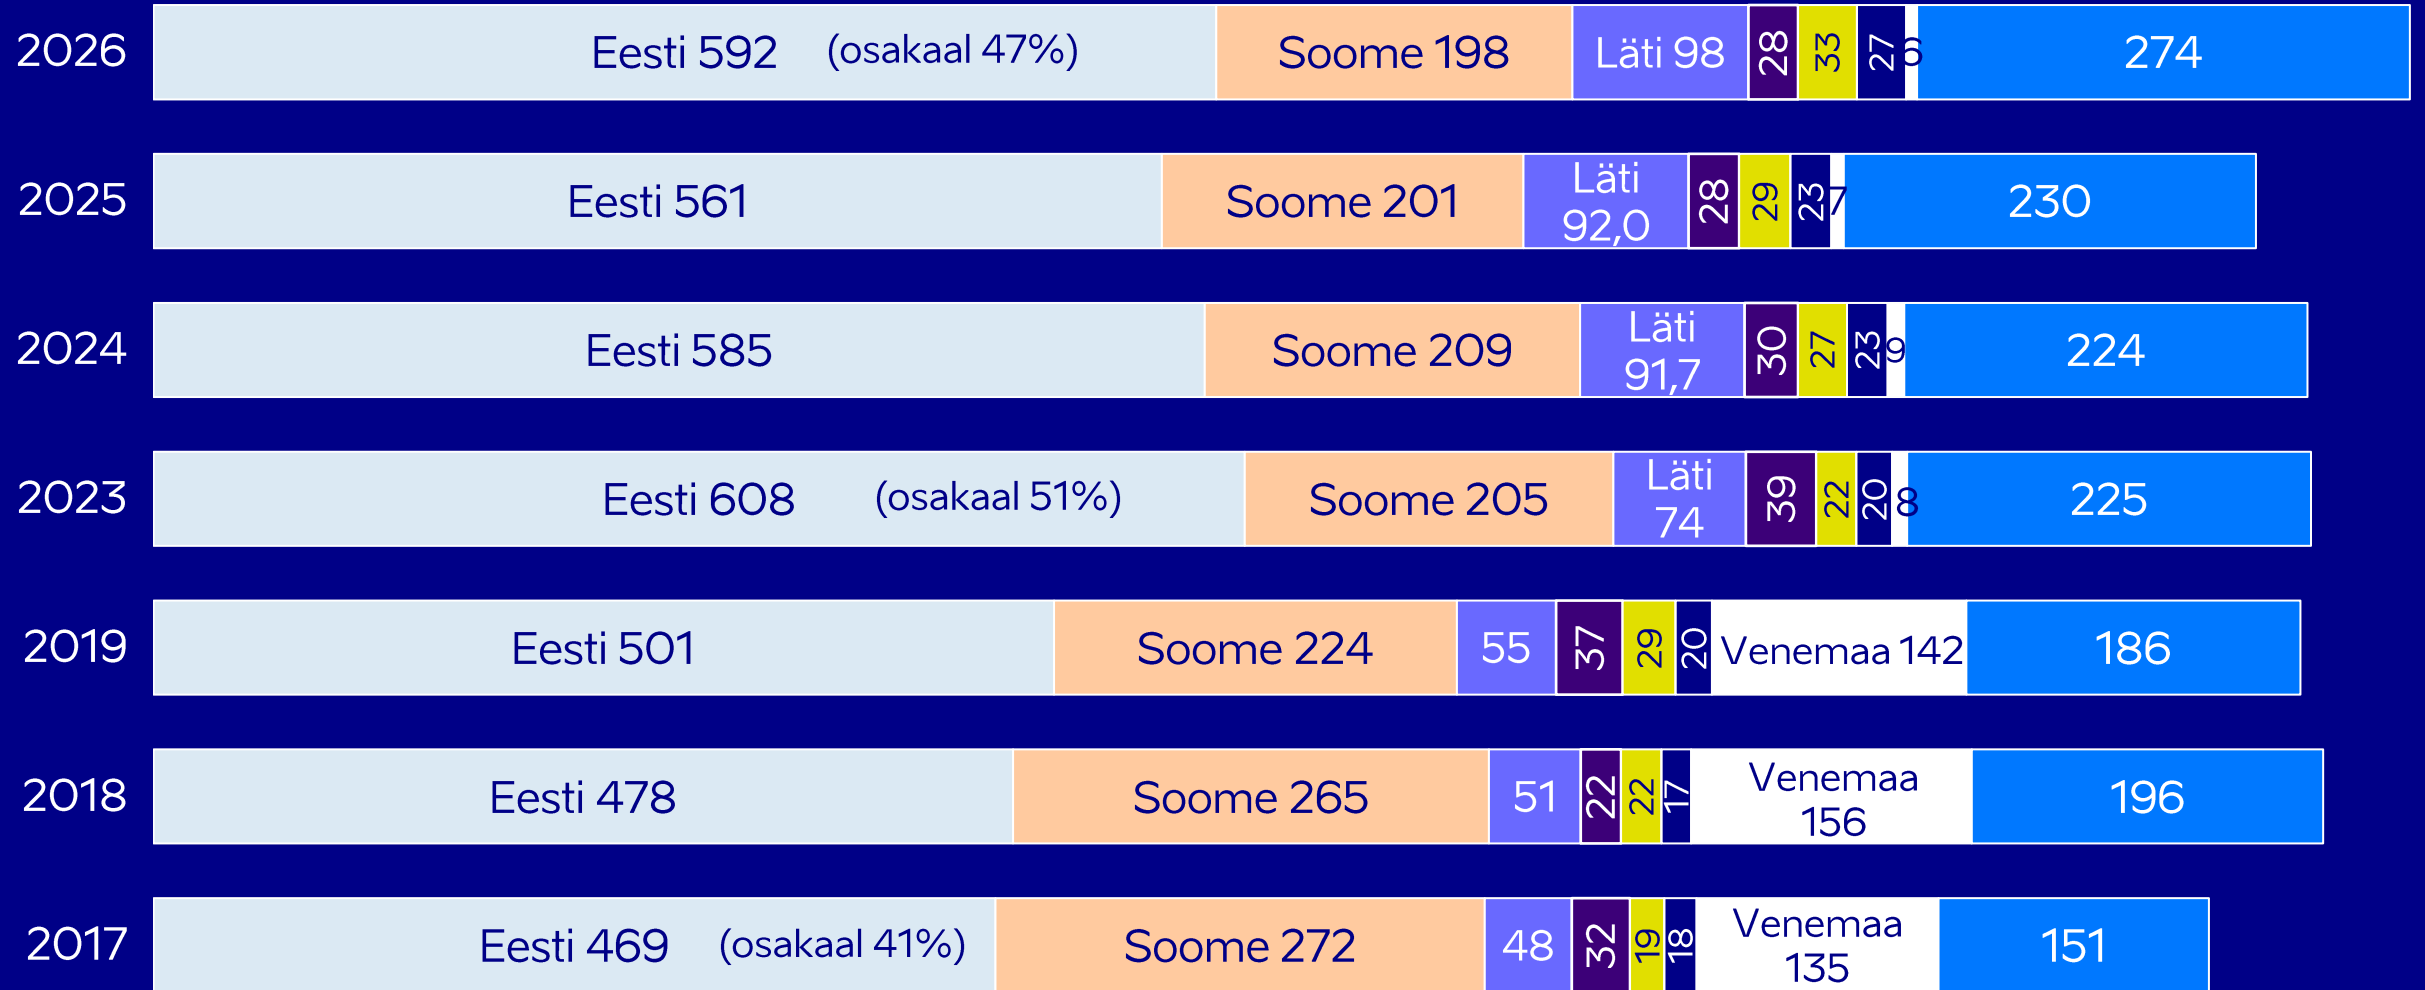 2026 Eesti 592 (osakaal 47%) Soome 198 Läti 98 28 33 27 6 274
2025 Eesti 561 Soome 201 Läti 92,0 28 29 23 7 230
2024 Eesti 585 Soome 209 Läti 91,7 30 27 23 9 224
2023 Eesti 608 (osakaal 51%) Soome 205 Läti 74 39 22 20 8 225
2019 Eesti 501 Soome 224 55 37 29 20 Venemaa 142 186
2018 Eesti 478 Soome 265 51 22 22 17 Venemaa 156 196
2017 Eesti 469 (osakaal 41%) Soome 272 48 32 19 18 Venemaa 135 151